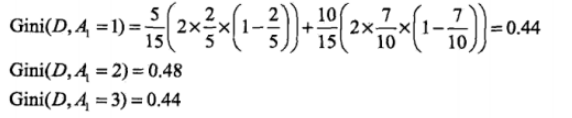 Gini(D, A₁ = 1) = 5/15 (2 × 2/5 × (1 − 2/5)) + 10/15 (2 × 7/10 × (1 − 7/10)) = 0.44
Gini(D, A₁ = 2) = 0.48
Gini(D, A₁ = 3) = 0.44